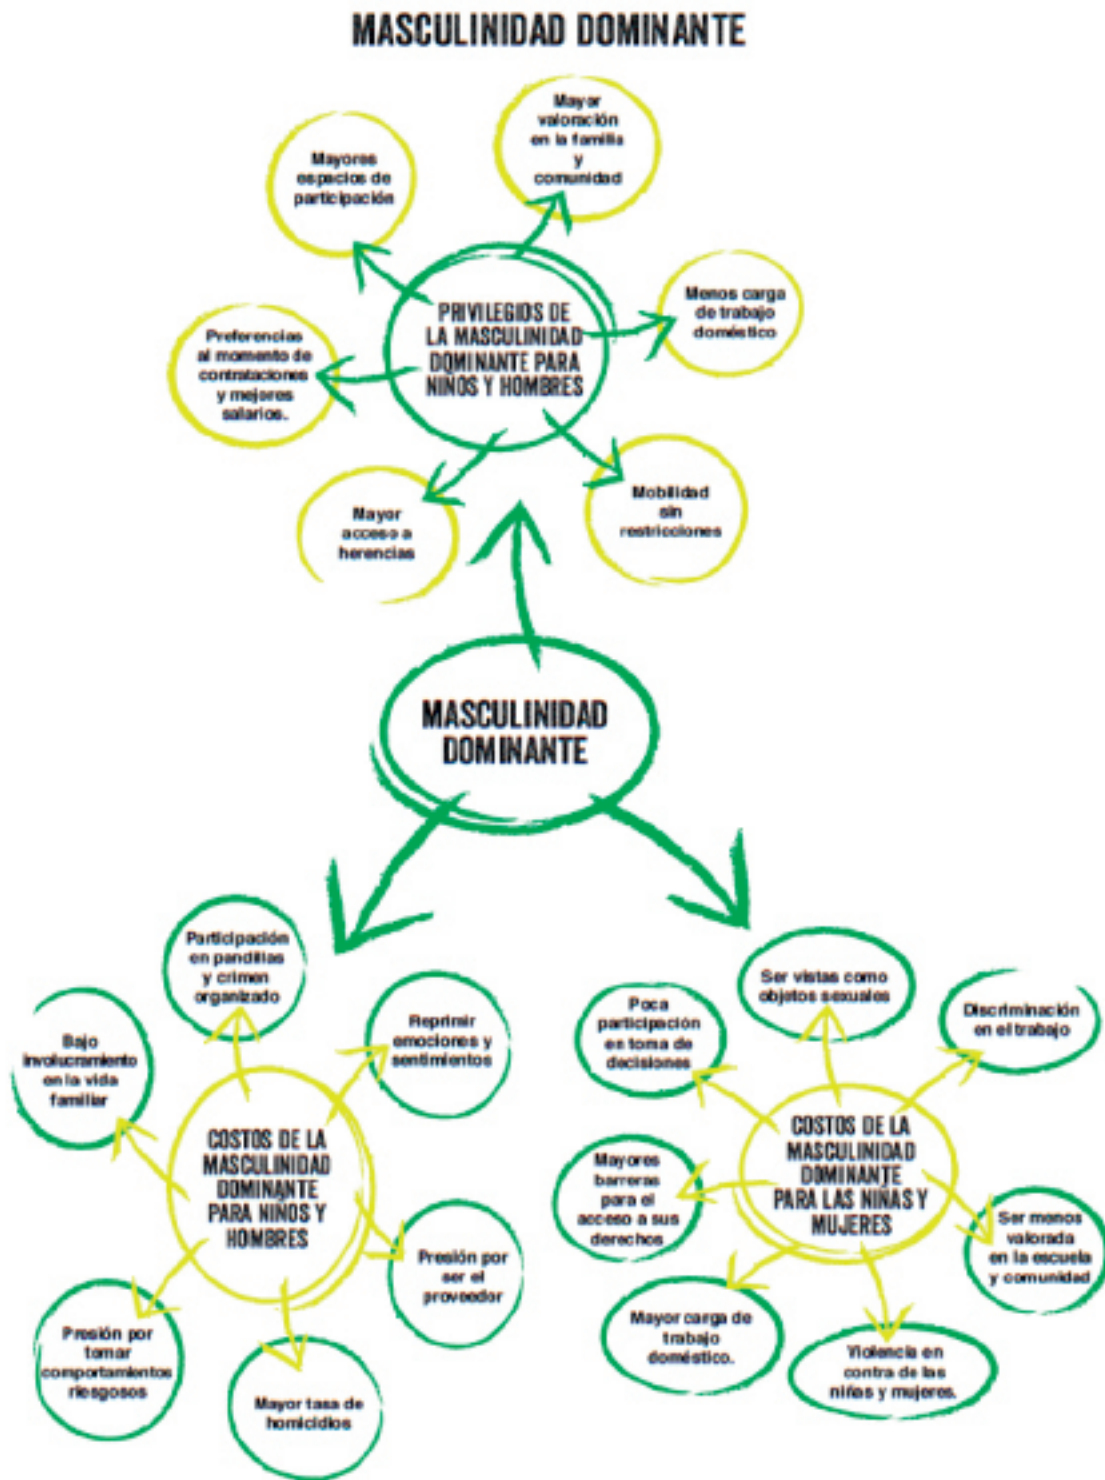 MASCULINIDAD DOMINANTE
Mayor
valoración
en la familia
y
comunidad
Mayores
espacios de
participación
PRIVILEGIOS DE
LA MASCULINIDAD
DOMINANTE PARA
NIÑOS Y HOMBRES
Menos carga
de trabajo
doméstico
Preferencias
al momento de
contrataciones
y mejores
salarios.
Mayor
acceso a
herencias
Mobilidad
sin
restricciones
MASCULINIDAD
DOMINANTE
Participación
en pandillas
y crimen
organizado
Reprimir
emociones y
sentimientos
Bajo
involucramiento
en la vida
familiar
COSTOS DE LA
MASCULINIDAD
DOMINANTE
PARA NIÑOS Y
HOMBRES
Presión por
ser el
proveedor
Presión por
tomar
comportamientos
riesgosos
Mayor tasa de
homicidios
Ser vistas como
objetos sexuales
Discriminación
en el trabajo
Poca
participación
en toma de
decisiones
COSTOS DE LA
MASCULINIDAD
DOMINANTE
PARA LAS NIÑAS Y
MUJERES
Mayores
barreras
para el
acceso a sus
derechos
Ser menos
valorada
en la escuela
y comunidad
Mayor carga de
trabajo
doméstico.
Violencia en
contra de las
niñas y mujeres.